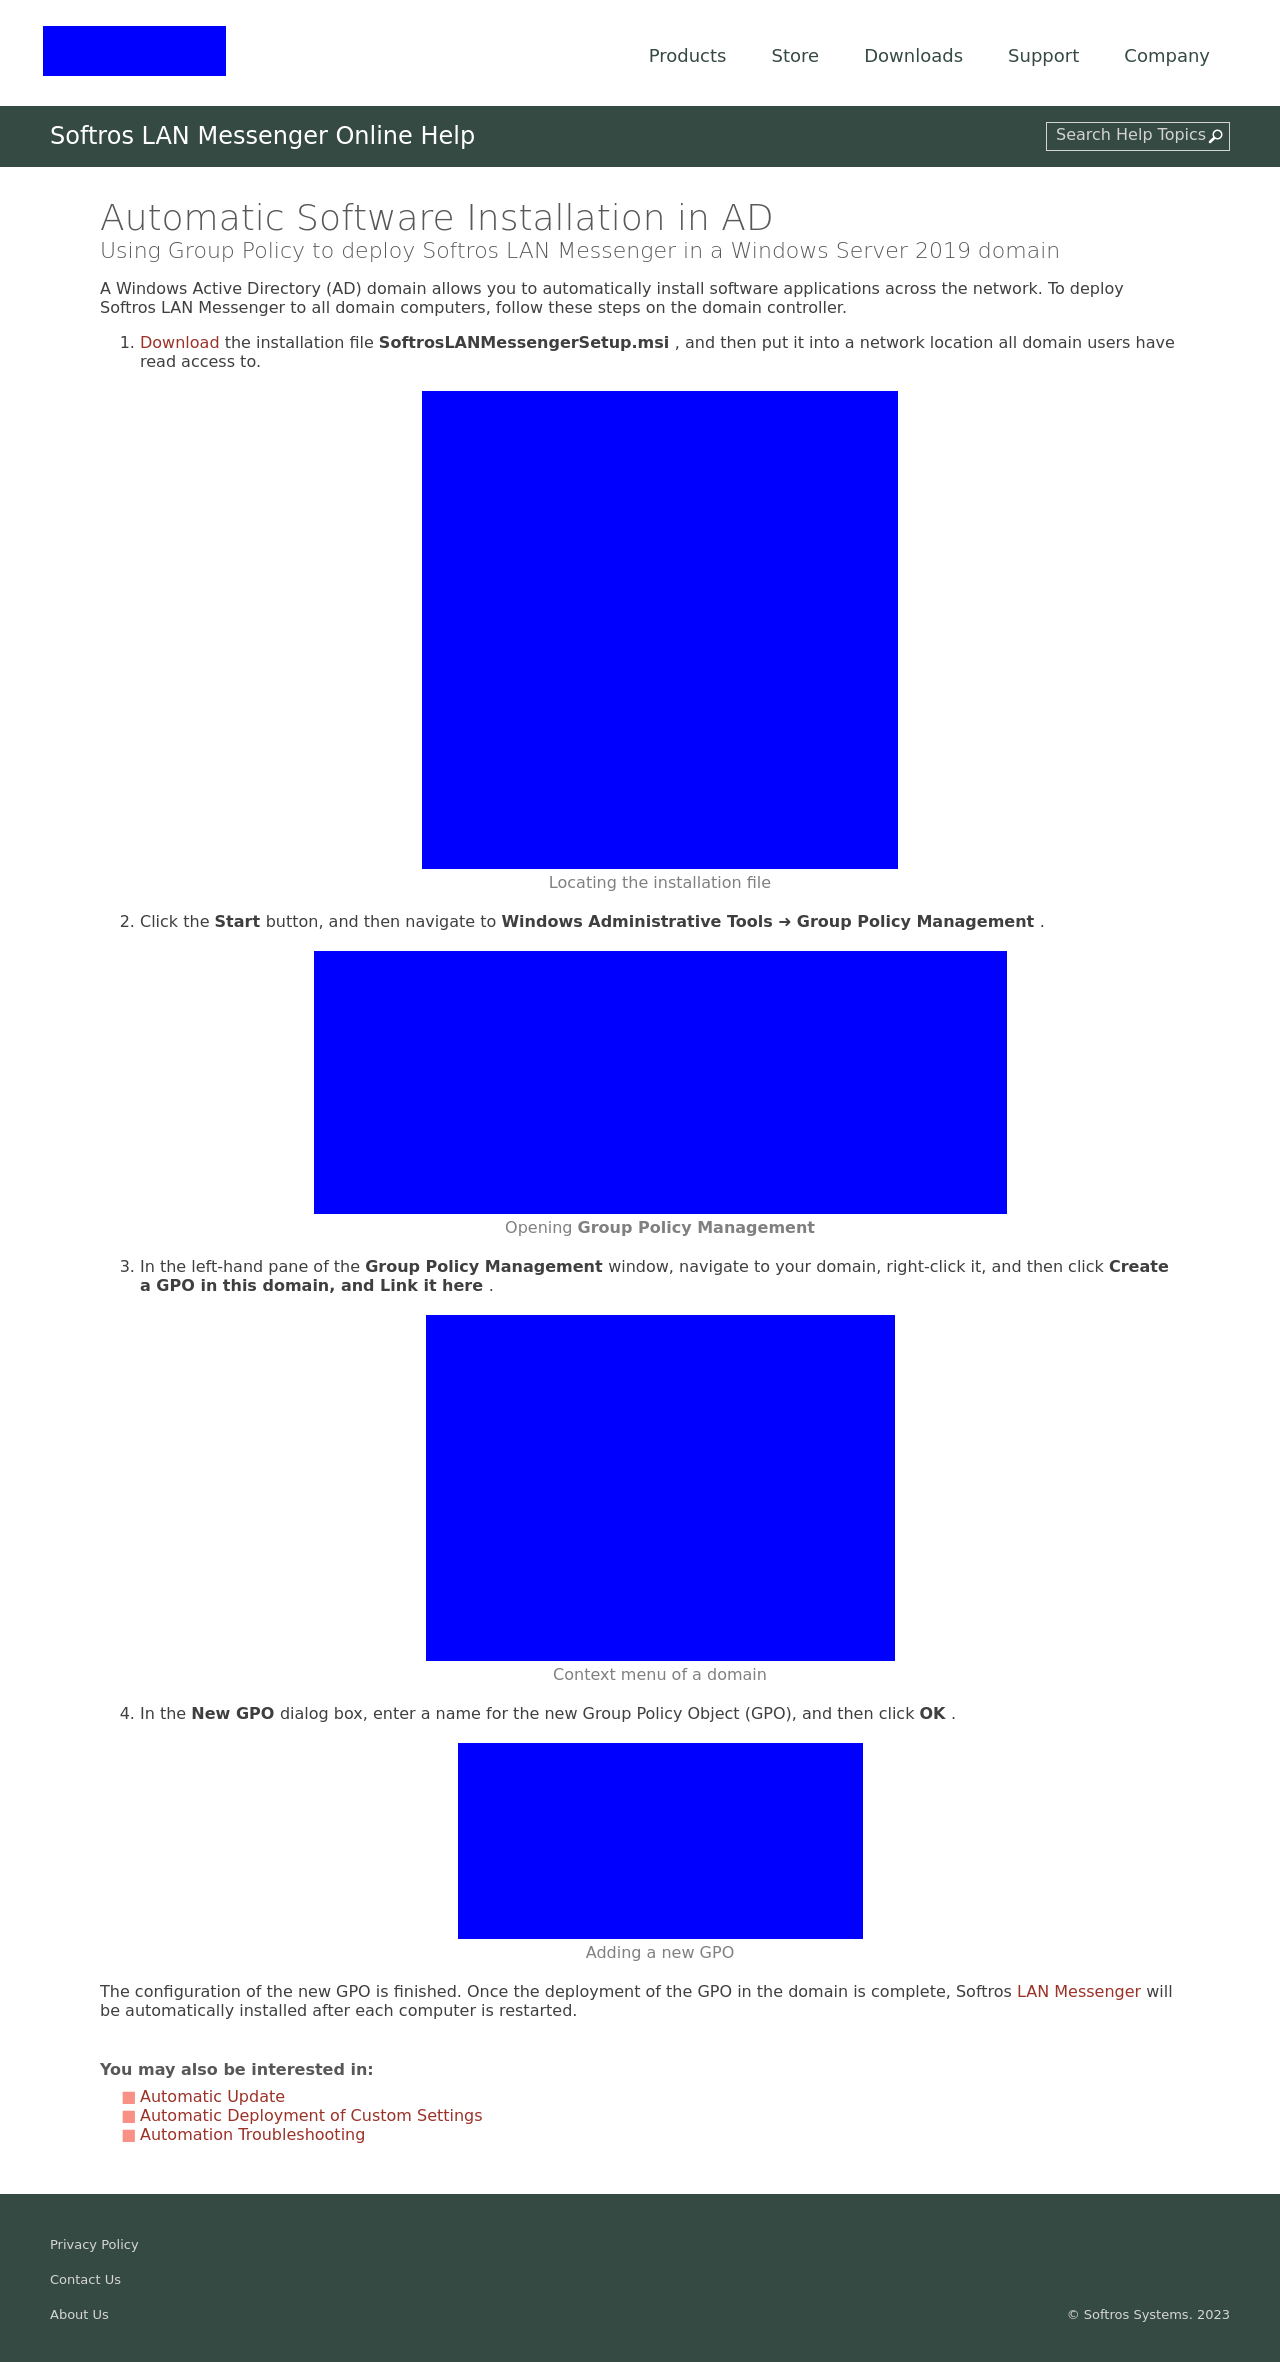 Products Store Downloads Support Company
Softros LAN Messenger Online Help
Search Help Topics
Automatic Software Installation in AD
Using Group Policy to deploy Softros LAN Messenger in a Windows Server 2019 domain
A Windows Active Directory (AD) domain allows you to automatically install software applications across the network. To deploy
Softros LAN Messenger to all domain computers, follow these steps on the domain controller.
1. Download the installation file SoftrosLANMessengerSetup.msi , and then put it into a network location all domain users have
read access to.
Locating the installation file
2. Click the Start button, and then navigate to Windows Administrative Tools ➜ Group Policy Management .
Opening Group Policy Management
3. In the left-hand pane of the Group Policy Management window, navigate to your domain, right-click it, and then click Create
a GPO in this domain, and Link it here .
Context menu of a domain
4. In the New GPO dialog box, enter a name for the new Group Policy Object (GPO), and then click OK .
Adding a new GPO
The configuration of the new GPO is finished. Once the deployment of the GPO in the domain is complete, Softros LAN Messenger will
be automatically installed after each computer is restarted.
You may also be interested in:
Automatic Update
Automatic Deployment of Custom Settings
Automation Troubleshooting
Privacy Policy
Contact Us
About Us
© Softros Systems. 2023